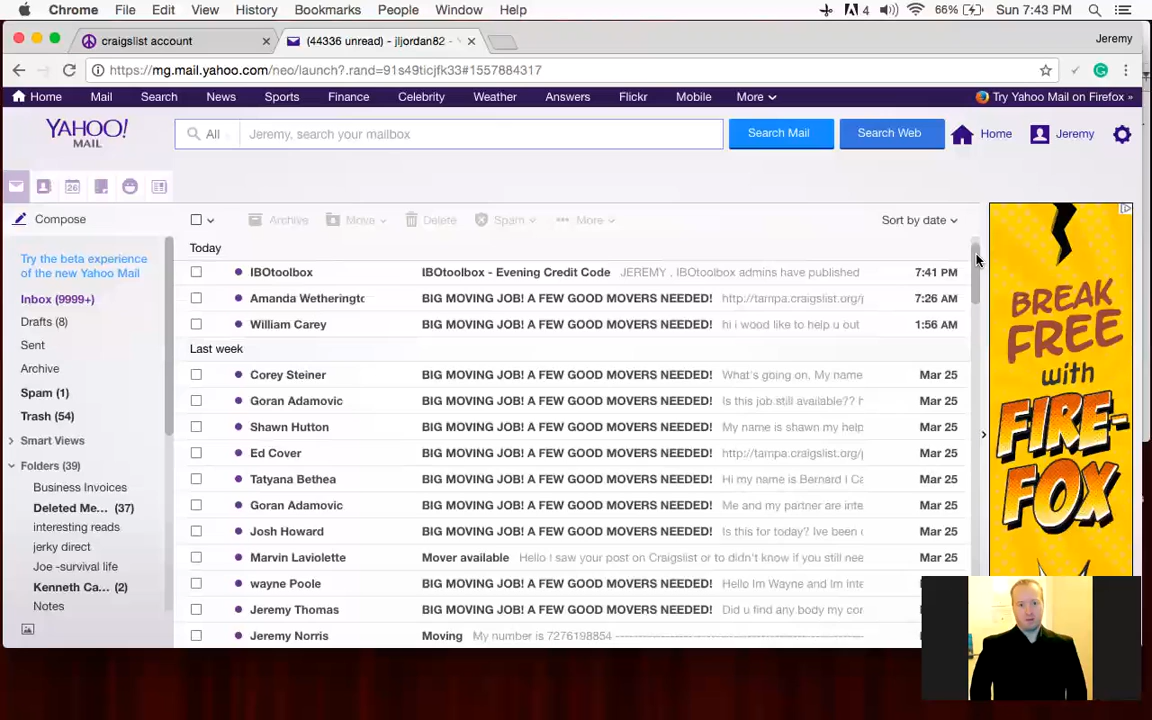 Chrome File Edit View History Bookmarks People Window Help 4 66% Sun 7:43 PM
craigslist account (44336 unread) - jljordan82 - Jeremy
https://mg.mail.yahoo.com/neo/launch?.rand=91s49ticjfk33#1557884317
Home Mail Search News Sports Finance Celebrity Weather Answers Flickr Mobile More Try Yahoo Mail on Firefox »
YAHOO! MAIL All Jeremy, search your mailbox Search Mail Search Web Home Jeremy
26
Compose Archive Move Delete Spam More Sort by date
Try the beta experience
of the new Yahoo Mail
Inbox (9999+)
Drafts (8)
Sent
Archive
Spam (1)
Trash (54)
Smart Views
Folders (39)
Business Invoices
Deleted Me... (37)
interesting reads
jerky direct
Joe -survival life
Kenneth Ca... (2)
Notes
Today
IBOtoolbox IBOtoolbox - Evening Credit Code JEREMY , IBOtoolbox admins have published 7:41 PM
Amanda Wetheringto BIG MOVING JOB! A FEW GOOD MOVERS NEEDED! http://tampa.craigslist.org/ 7:26 AM
William Carey BIG MOVING JOB! A FEW GOOD MOVERS NEEDED! hi i wood like to help u out 1:56 AM
Last week
Corey Steiner BIG MOVING JOB! A FEW GOOD MOVERS NEEDED! What's going on, My name Mar 25
Goran Adamovic BIG MOVING JOB! A FEW GOOD MOVERS NEEDED! Is this job still available?? Mar 25
Shawn Hutton BIG MOVING JOB! A FEW GOOD MOVERS NEEDED! My name is shawn my help Mar 25
Ed Cover BIG MOVING JOB! A FEW GOOD MOVERS NEEDED! http://tampa.craigslist.org/ Mar 25
Tatyana Bethea BIG MOVING JOB! A FEW GOOD MOVERS NEEDED! Hi my name is Bernard I Ca Mar 25
Goran Adamovic BIG MOVING JOB! A FEW GOOD MOVERS NEEDED! Me and my partner are inte Mar 25
Josh Howard BIG MOVING JOB! A FEW GOOD MOVERS NEEDED! Is this for today? Ive been Mar 25
Marvin Laviolette Mover available Hello ! I saw your post on Craigslist or to didn't know if you still nee Mar 25
wayne Poole BIG MOVING JOB! A FEW GOOD MOVERS NEEDED! Hello Im Wayne and Im inte
Jeremy Thomas BIG MOVING JOB! A FEW GOOD MOVERS NEEDED! Did u find any body my cor
Jeremy Norris Moving My number is 7276198854
BREAK
FREE
with
FIRE-
FOX